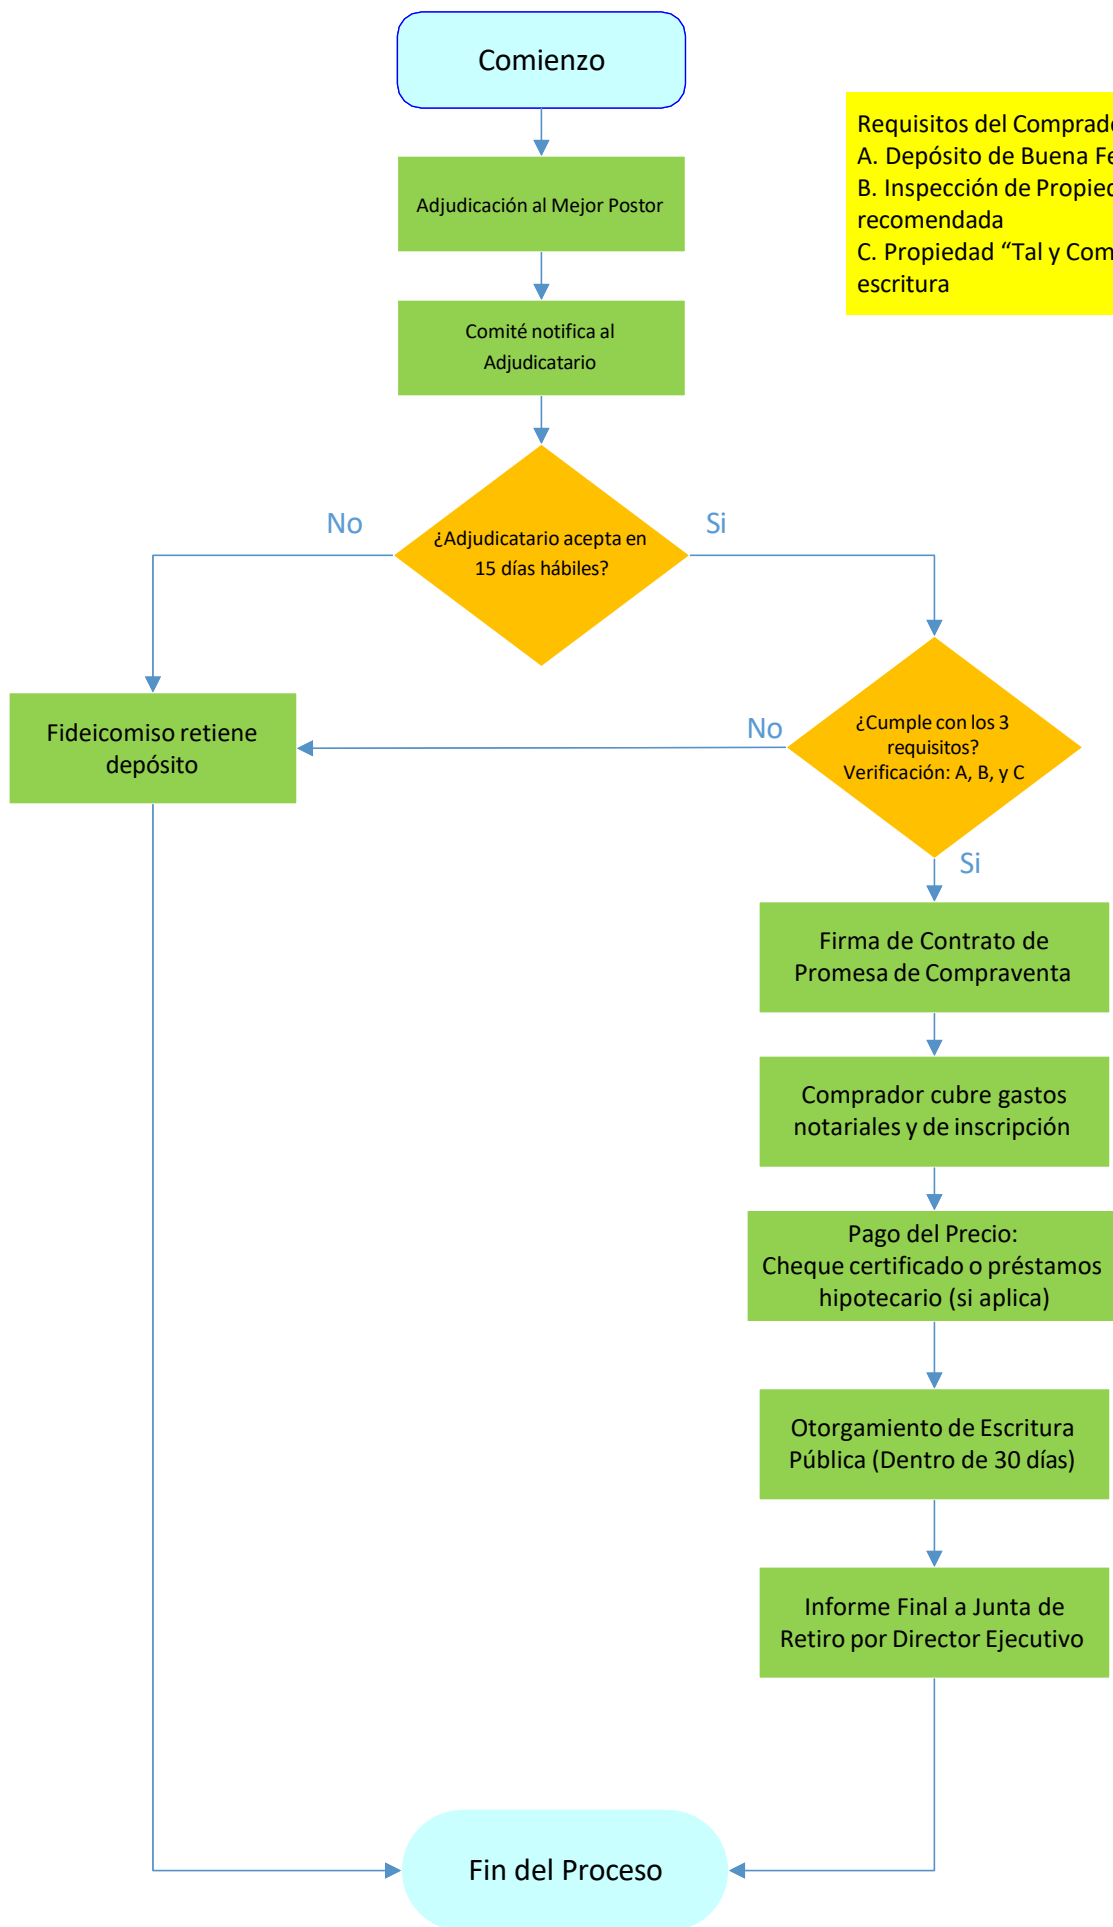 Comienzo
Requisitos del Comprado
A. Depósito de Buena Fe
B. Inspección de Propied
recomendada
C. Propiedad “Tal y Com
escritura
Adjudicación al Mejor Postor
Comité notifica al
Adjudicatario
No
Si
¿Adjudicatario acepta en
15 días hábiles?
Fideicomiso retiene
depósito
No
¿Cumple con los 3
requisitos?
Verificación: A, B, y C
Si
Firma de Contrato de
Promesa de Compraventa
Comprador cubre gastos
notariales y de inscripción
Pago del Precio:
Cheque certificado o préstamos
hipotecario (si aplica)
Otorgamiento de Escritura
Pública (Dentro de 30 días)
Informe Final a Junta de
Retiro por Director Ejecutivo
Fin del Proceso